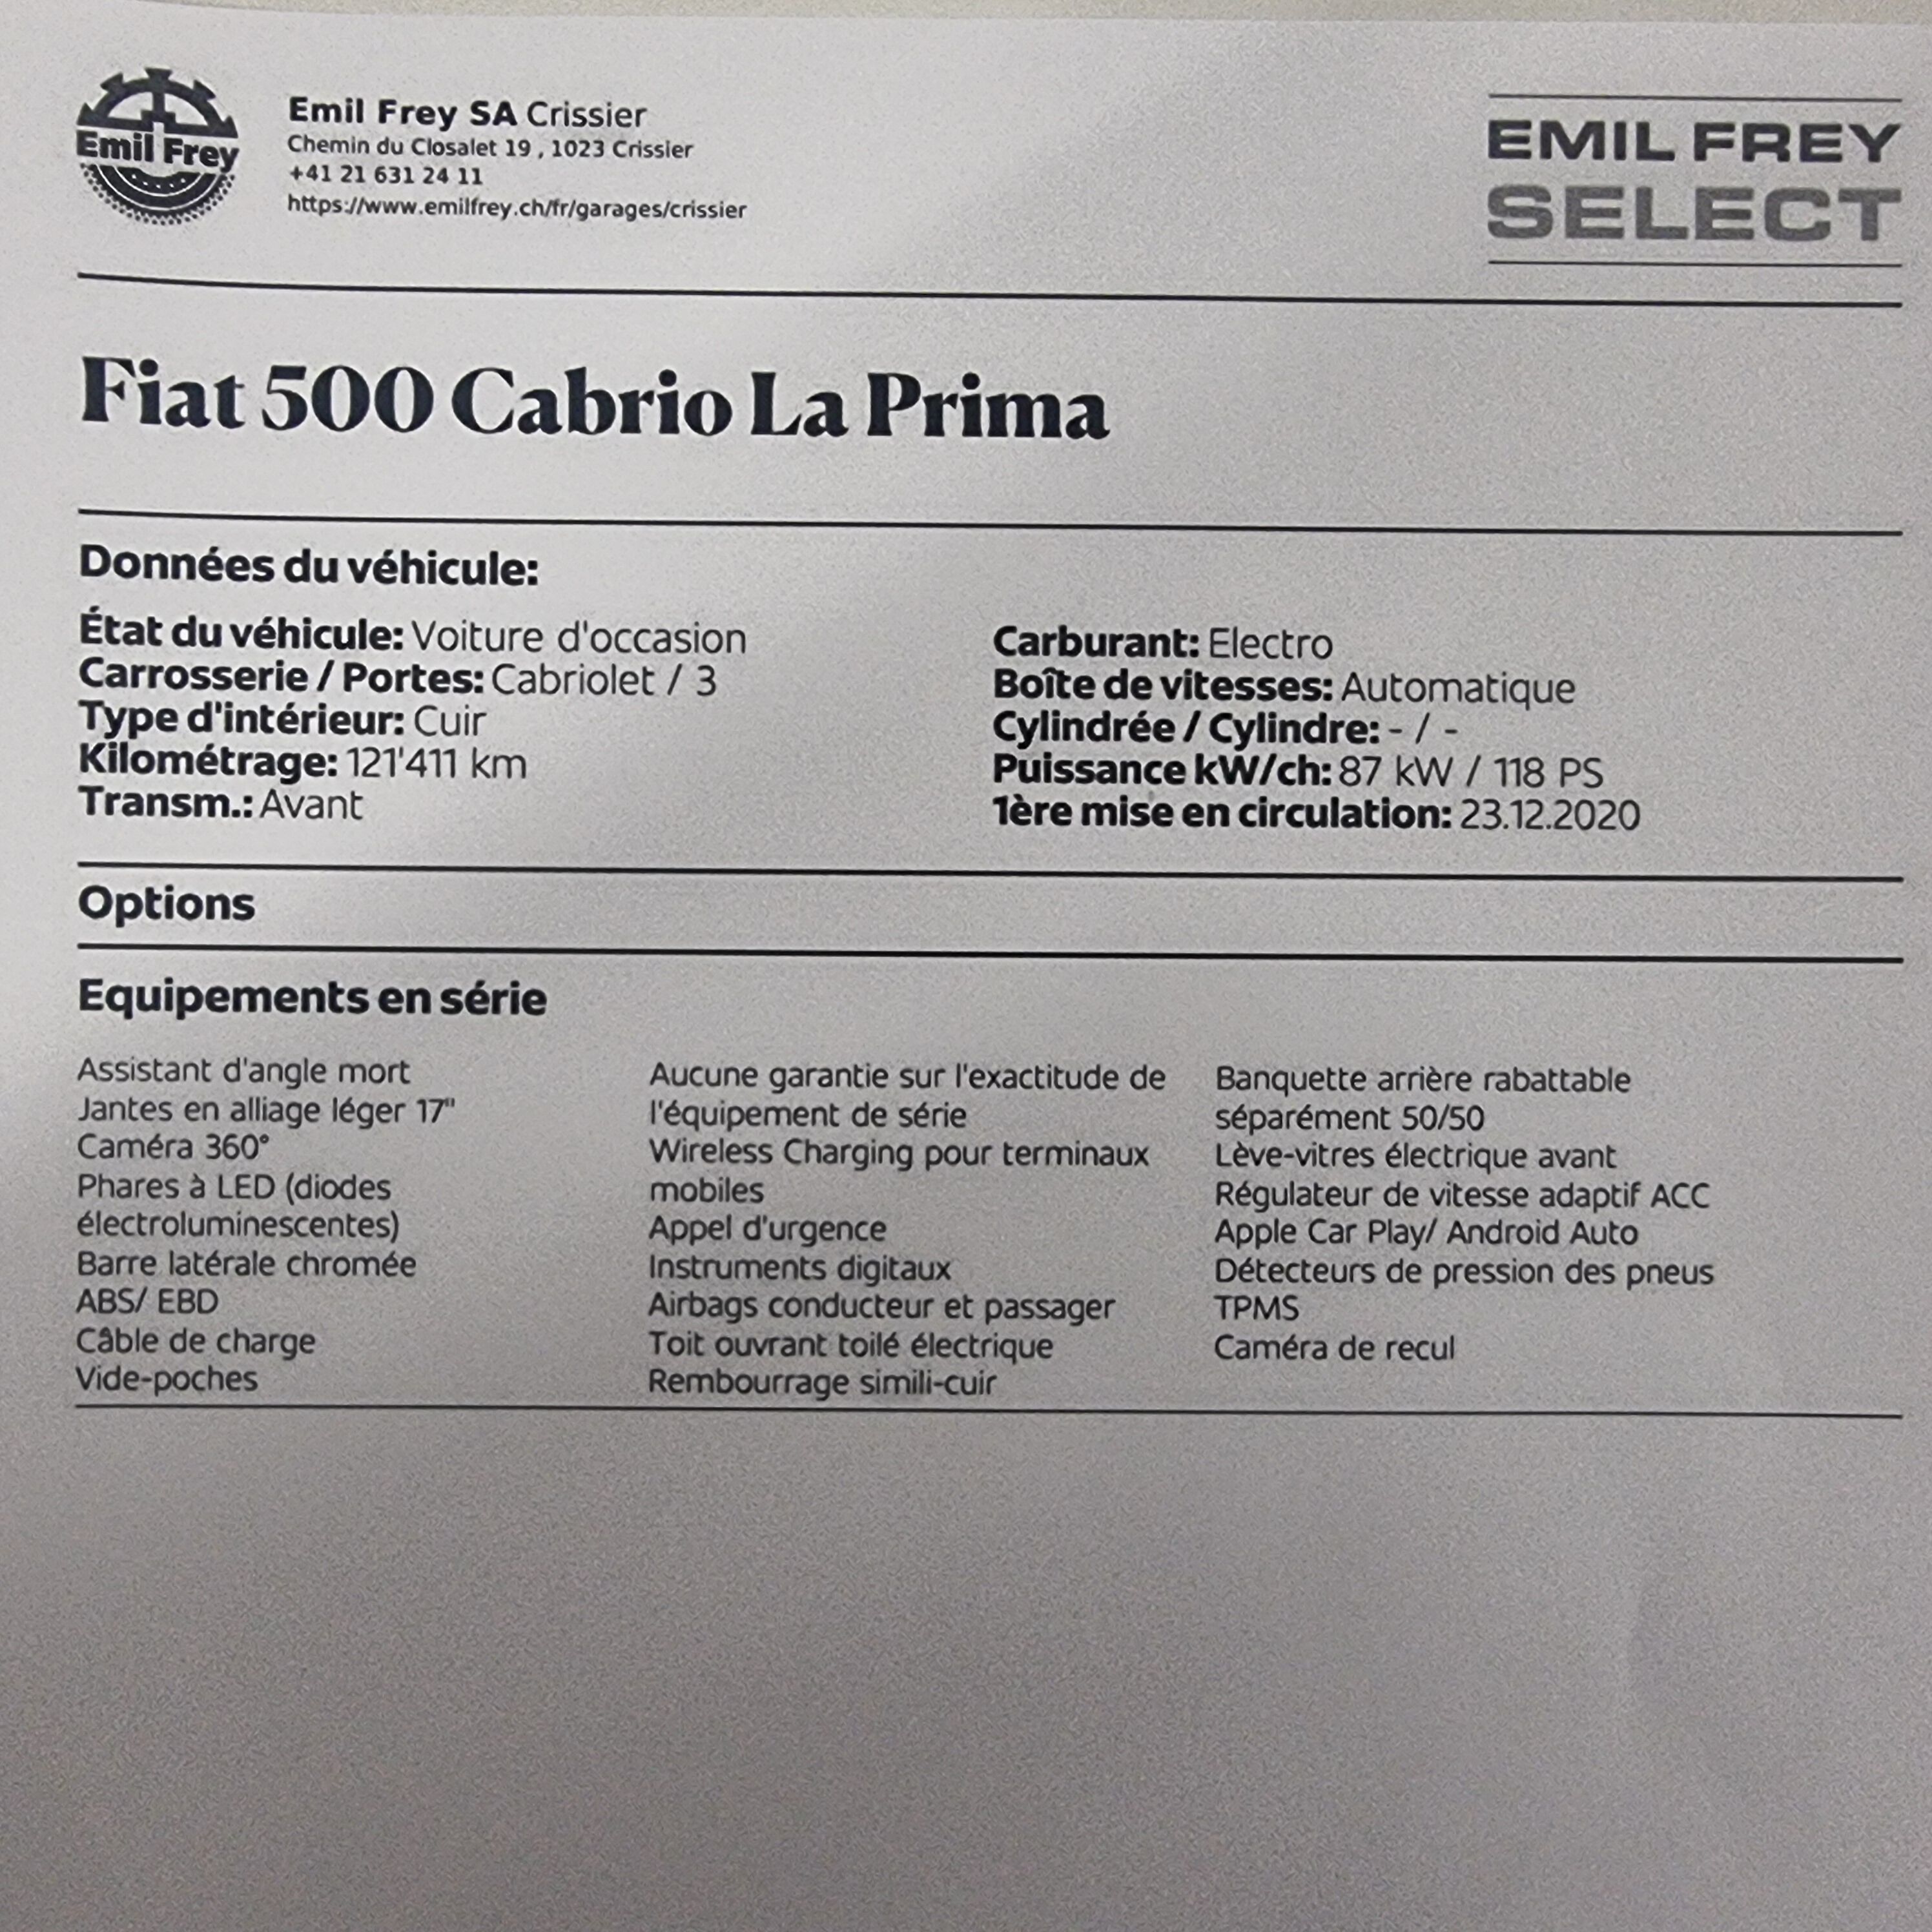 Emil Frey
Emil Frey SA Crissier
Chemin du Closalet 19 , 1023 Crissier
+41 21 631 24 11
https://www.emilfrey.ch/fr/garages/crissier
EMIL FREY
SELECT
Fiat 500 Cabrio La Prima
Données du véhicule:
État du véhicule: Voiture d'occasion
Carrosserie / Portes: Cabriolet / 3
Type d'intérieur: Cuir
Kilométrage: 121'411 km
Transm.: Avant
Carburant: Electro
Boîte de vitesses: Automatique
Cylindrée / Cylindre: - / -
Puissance kW/ch: 87 kW / 118 PS
1ère mise en circulation: 23.12.2020
Options
Equipements en série
Assistant d'angle mort
Jantes en alliage léger 17"
Caméra 360°
Phares à LED (diodes
électroluminescentes)
Barre latérale chromée
ABS/ EBD
Câble de charge
Vide-poches
Aucune garantie sur l'exactitude de
l'équipement de série
Wireless Charging pour terminaux
mobiles
Appel d'urgence
Instruments digitaux
Airbags conducteur et passager
Toit ouvrant toilé électrique
Rembourrage simili-cuir
Banquette arrière rabattable
séparément 50/50
Lève-vitres électrique avant
Régulateur de vitesse adaptif ACC
Apple Car Play/ Android Auto
Détecteurs de pression des pneus
TPMS
Caméra de recul